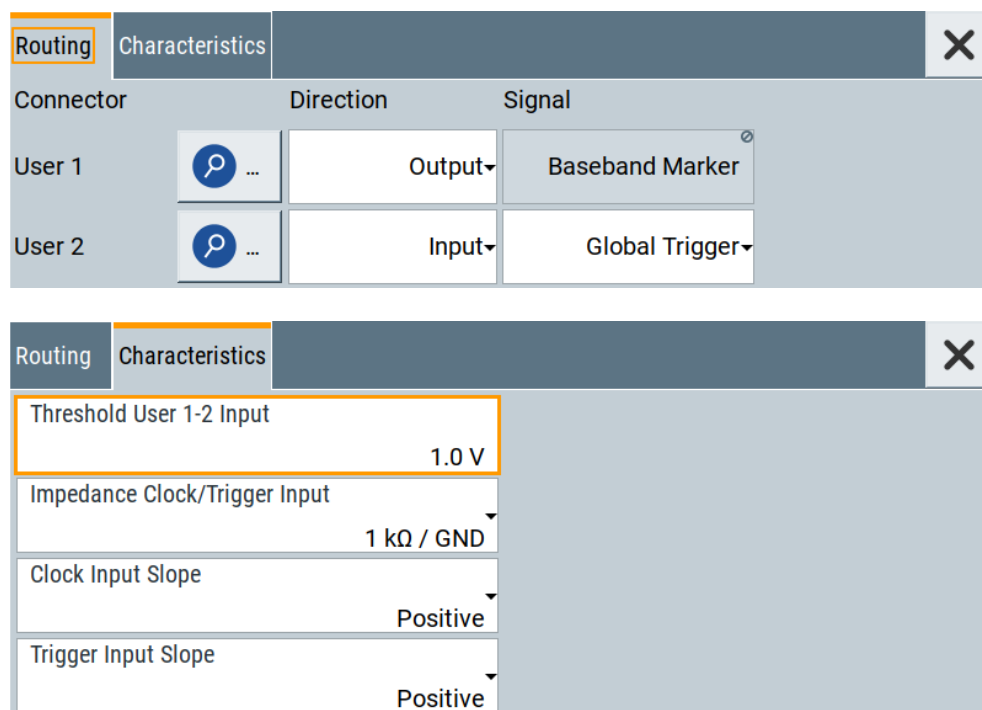 Routing Characteristics
Connector Direction Signal
User 1 ... Output Baseband Marker
User 2 ... Input Global Trigger
Routing Characteristics
Threshold User 1-2 Input
1.0 V
Impedance Clock/Trigger Input
1 kΩ / GND
Clock Input Slope
Positive
Trigger Input Slope
Positive